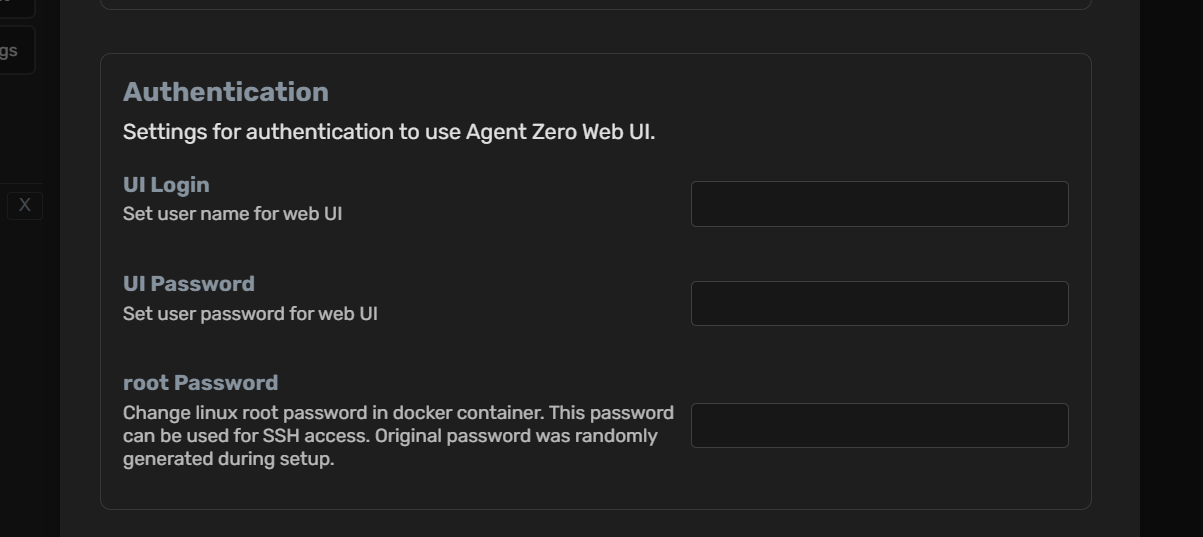 gs
X
Authentication
Settings for authentication to use Agent Zero Web UI.
UI Login
Set user name for web UI
UI Password
Set user password for web UI
root Password
Change linux root password in docker container. This password
can be used for SSH access. Original password was randomly
generated during setup.